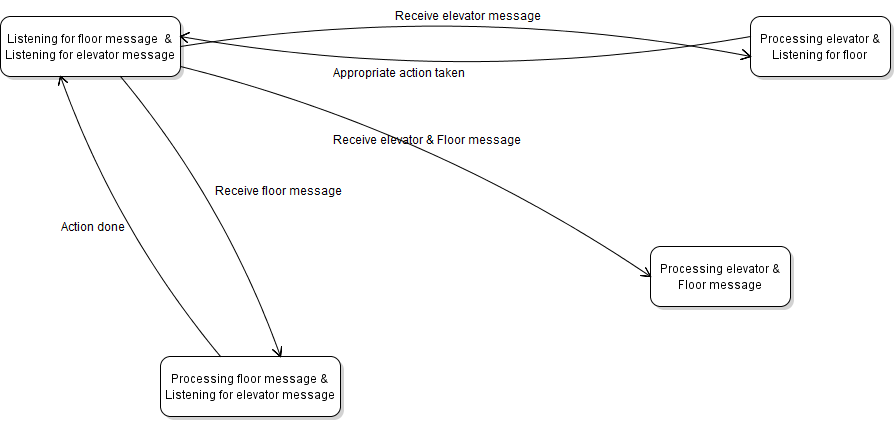 Receive elevator message
Listening for floor message &
Listening for elevator message
Processing elevator &
Listening for floor
Appropriate action taken
Receive elevator & Floor message
Receive floor message
Action done
Processing elevator &
Floor message
Processing floor message &
Listening for elevator message